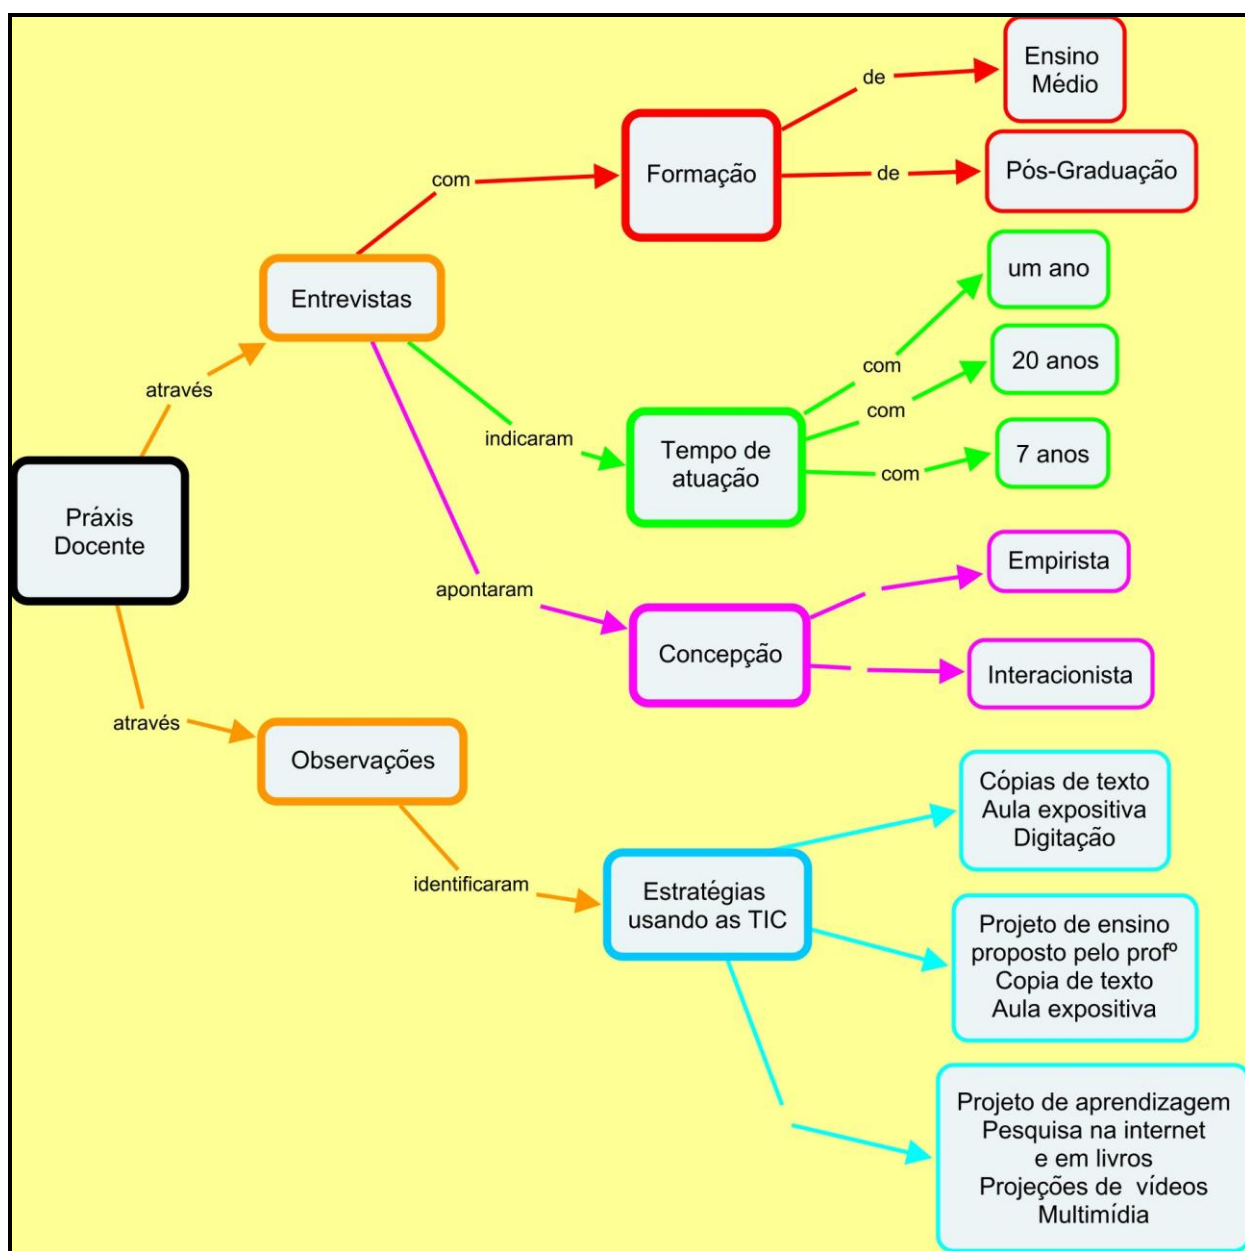 Práxis
Docente
através
Entrevistas
com
Formação
de
Ensino
Médio
de
Pós-Graduação
indicaram
Tempo de
atuação
com
um ano
com
20 anos
com
7 anos
apontaram
Concepção
Empirista
Interacionista
através
Observações
identificaram
Estratégias
usando as TIC
Cópias de texto
Aula expositiva
Digitação
Projeto de ensino
proposto pelo profº
Copia de texto
Aula expositiva
Projeto de aprendizagem
Pesquisa na internet
e em livros
Projeções de vídeos
Multimídia